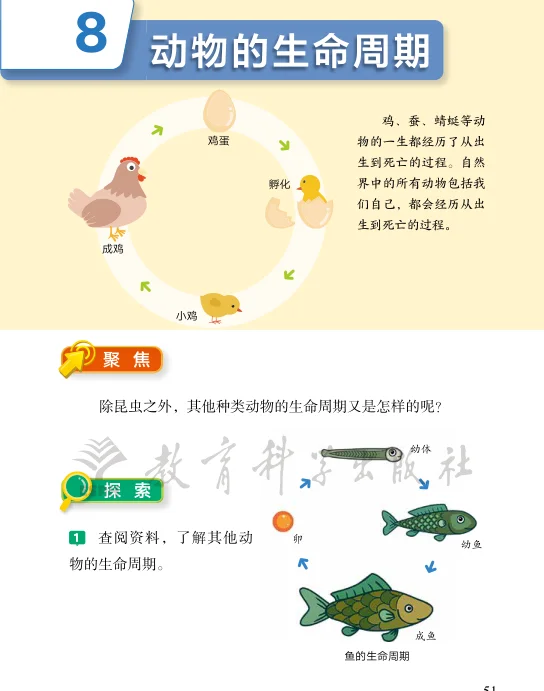 8
动物的生命周期
鸡蛋
孵化
小鸡
成鸡
鸡、蚕、蜻蜓等动
物的一生都经历了从出
生到死亡的过程。自然
界中的所有动物包括我
们自己，都会经历从出
生到死亡的过程。
聚焦
除昆虫之外，其他种类动物的生命周期又是怎样的呢？
教育科学出版社
探索
1 查阅资料，了解其他动
物的生命周期。
幼体
幼鱼
成鱼
卵
鱼的生命周期
51